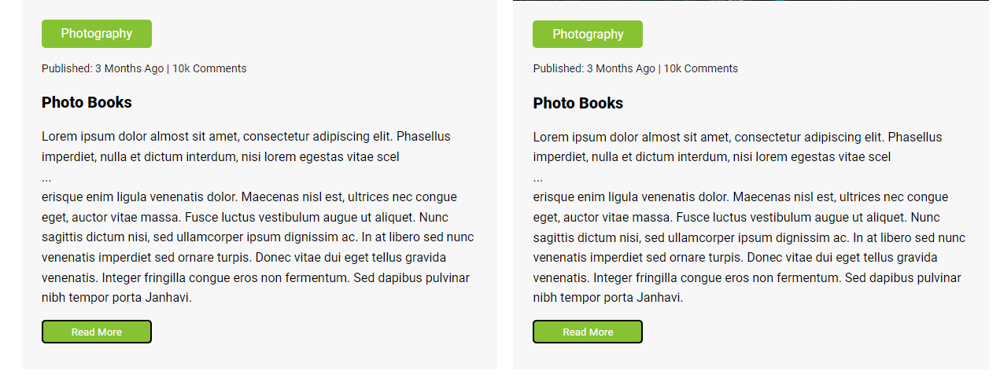 Photography
Published: 3 Months Ago | 10k Comments
Photo Books
Lorem ipsum dolor almost sit amet, consectetur adipiscing elit. Phasellus
imperdiet, nulla et dictum interdum, nisi lorem egestas vitae scel
...
erisque enim ligula venenatis dolor. Maecenas nisl est, ultrices nec congue
eget, auctor vitae massa. Fusce luctus vestibulum augue ut aliquet. Nunc
sagittis dictum nisi, sed ullamcorper ipsum dignissim ac. In at libero sed nunc
venenatis imperdiet sed ornare turpis. Donec vitae dui eget tellus gravida
venenatis. Integer fringilla congue eros non fermentum. Sed dapibus pulvinar
nibh tempor porta Janhavi.
Read More
Photography
Published: 3 Months Ago | 10k Comments
Photo Books
Lorem ipsum dolor almost sit amet, consectetur adipiscing elit. Phasellus
imperdiet, nulla et dictum interdum, nisi lorem egestas vitae scel
...
erisque enim ligula venenatis dolor. Maecenas nisl est, ultrices nec congue
eget, auctor vitae massa. Fusce luctus vestibulum augue ut aliquet. Nunc
sagittis dictum nisi, sed ullamcorper ipsum dignissim ac. In at libero sed nunc
venenatis imperdiet sed ornare turpis. Donec vitae dui eget tellus gravida
venenatis. Integer fringilla congue eros non fermentum. Sed dapibus pulvinar
nibh tempor porta Janhavi.
Read More